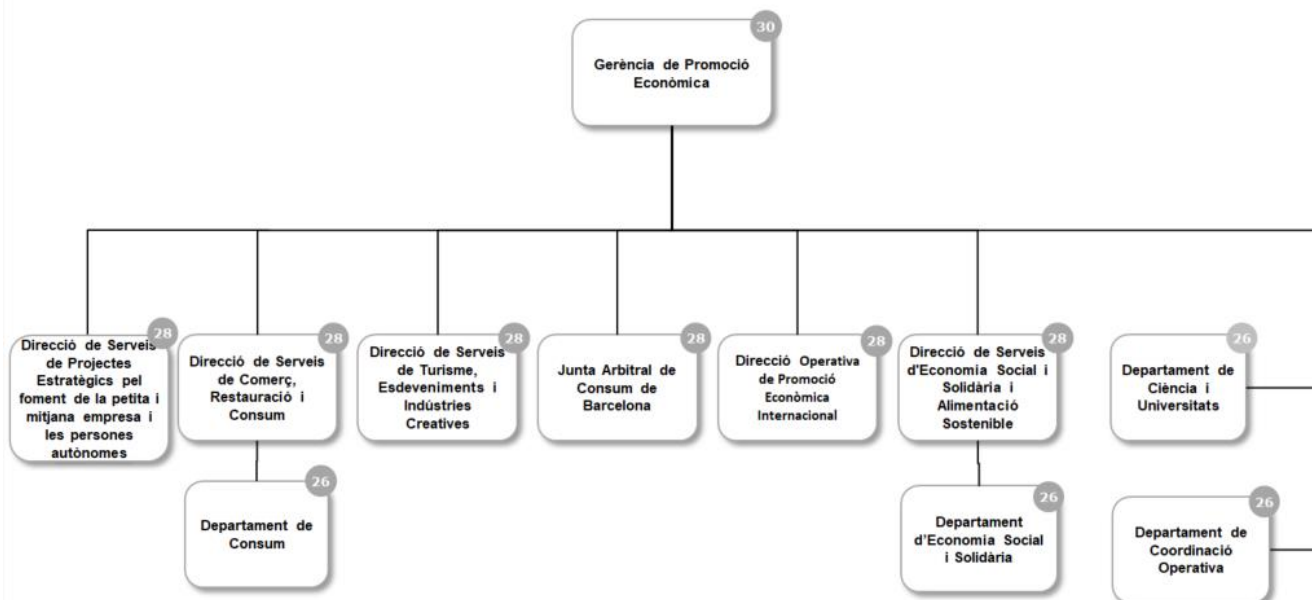 30
Gerència de Promoció
Econòmica
28
Direcció de Serveis
de Projectes
Estratègics pel
foment de la petita i
mitjana empresa i
les persones
autònomes
28
Direcció de Serveis
de Comerç,
Restauració i
Consum
28
Direcció de Serveis
de Turisme,
Esdeveniments i
Indústries
Creatives
28
Junta Arbitral de
Consum de
Barcelona
28
Direcció Operativa
de Promoció
Econòmica
Internacional
28
Direcció de Serveis
d'Economia Social i
Solidària i
Alimentació
Sostenible
26
Departament de
Ciència i
Universitats
26
Departament de
Consum
26
Departament
d'Economia Social
i Solidària
26
Departament de
Coordinació
Operativa